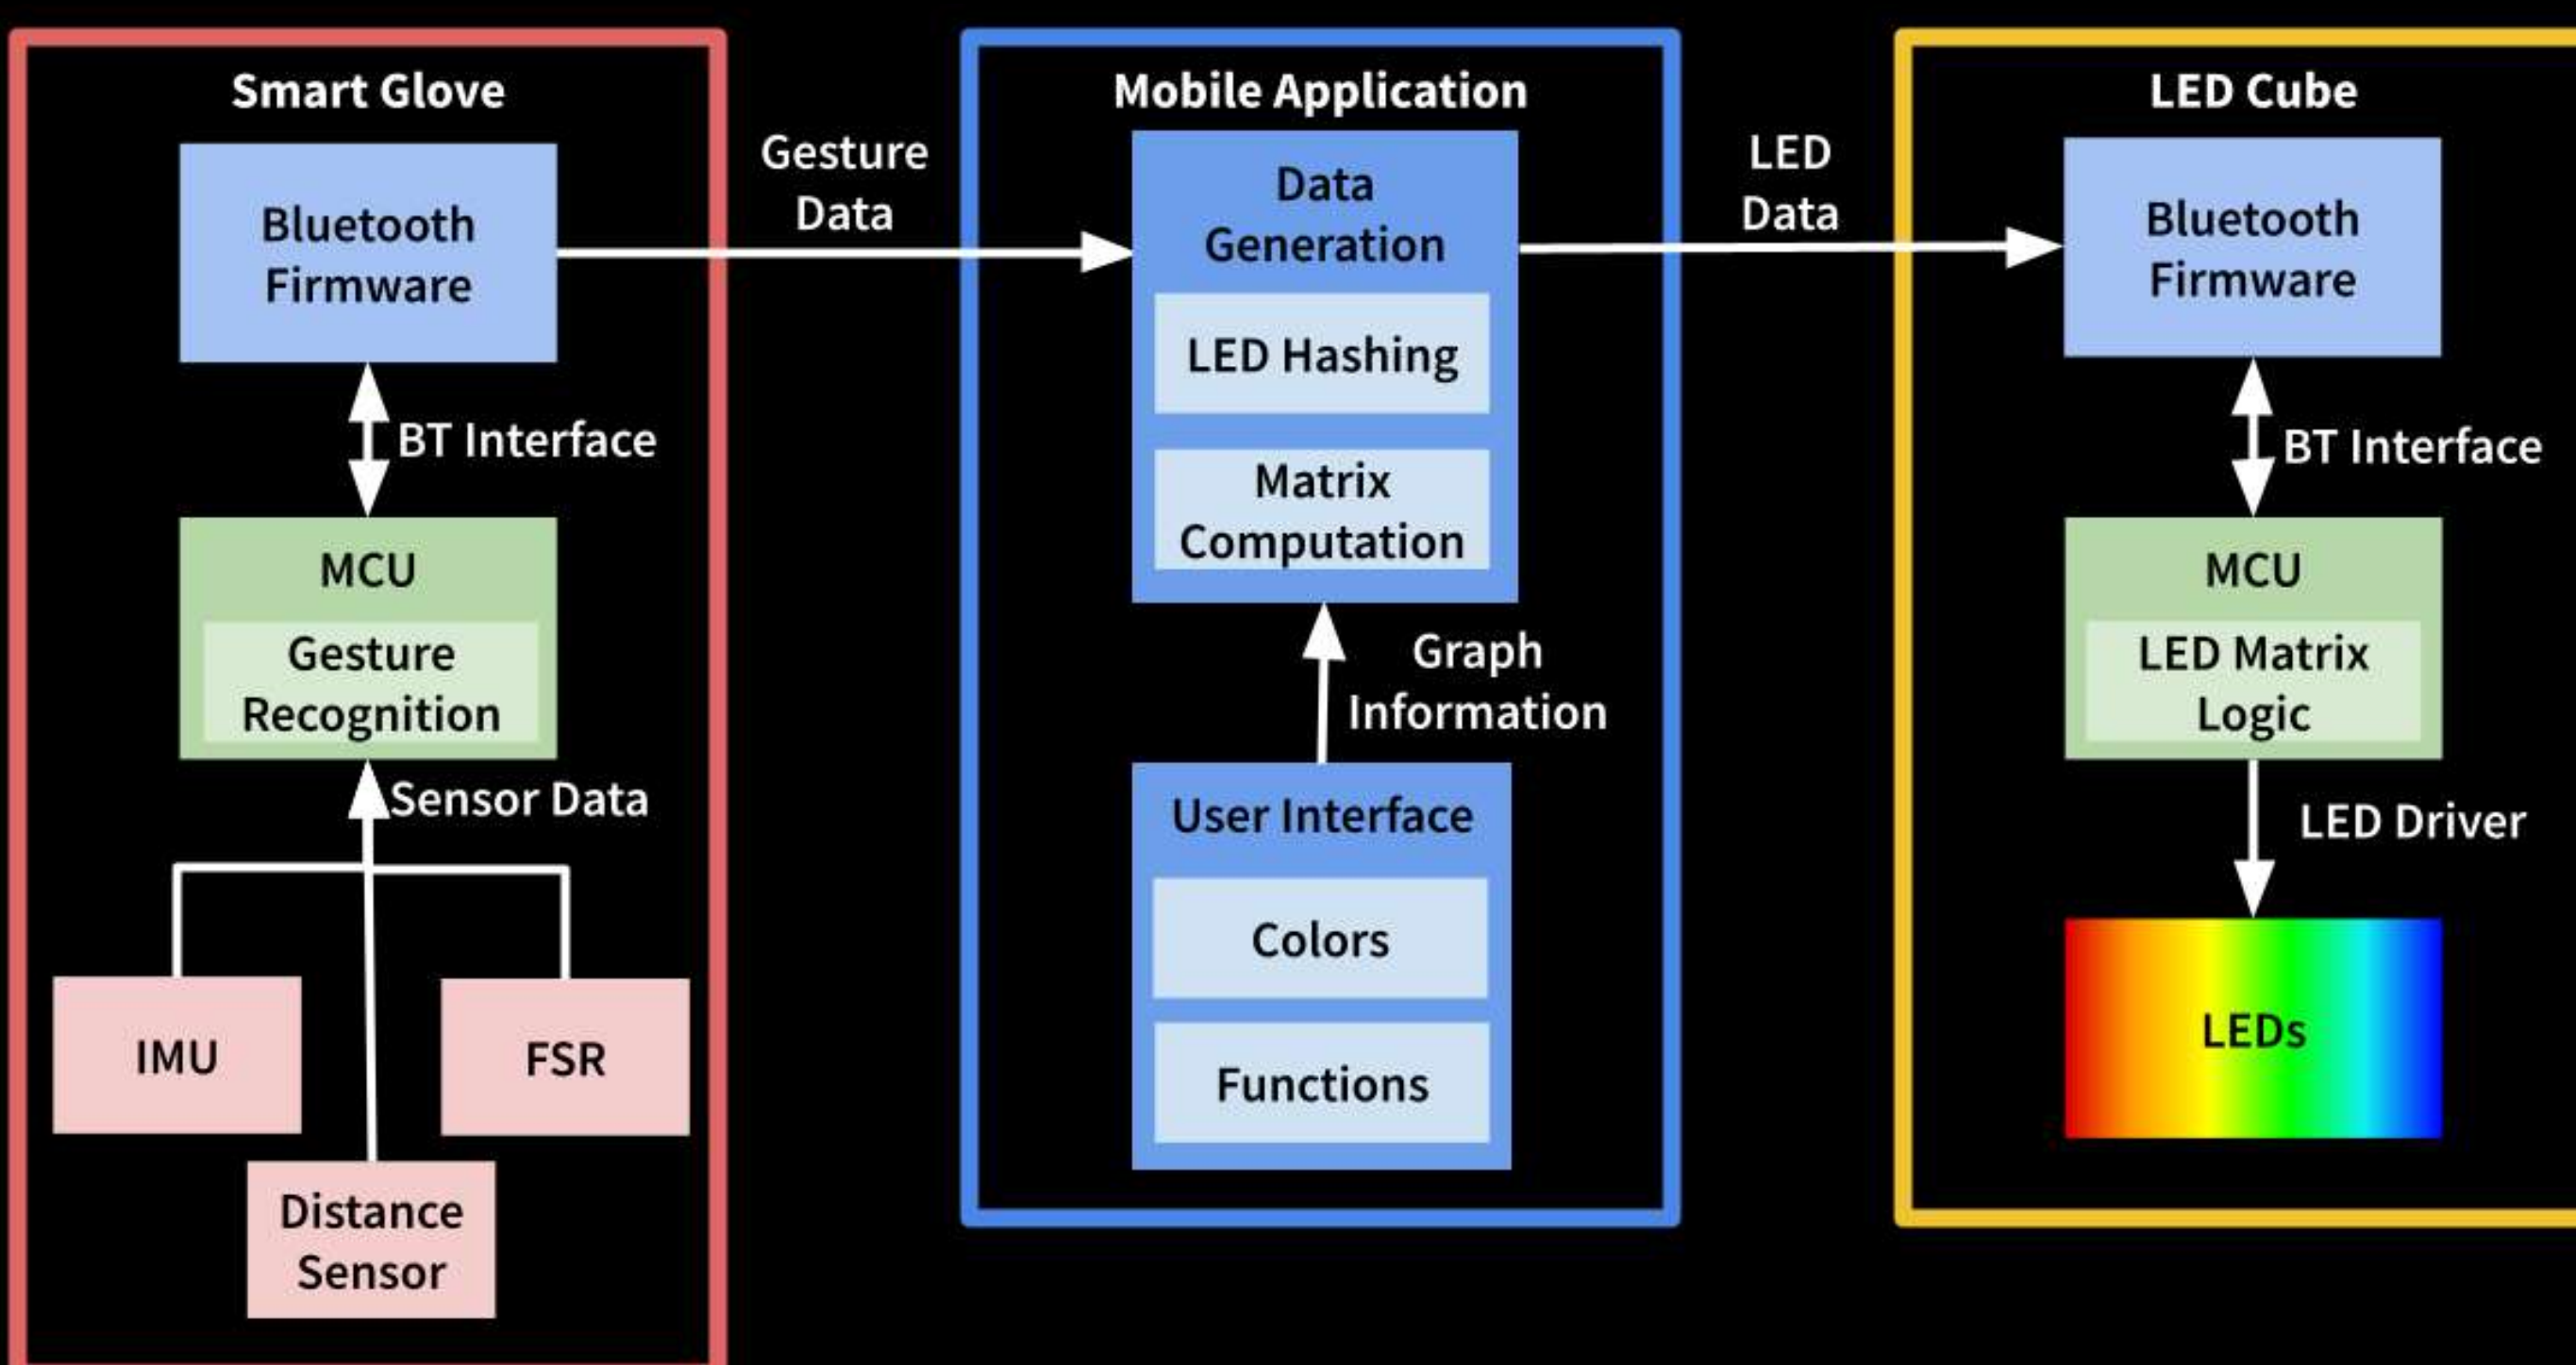 Smart Glove
Bluetooth
Firmware
BT Interface
MCU
Gesture
Recognition
Sensor Data
IMU
FSR
Distance
Sensor
Gesture
Data
Mobile Application
Data
Generation
LED Hashing
Matrix
Computation
Graph
Information
User Interface
Colors
Functions
LED
Data
LED Cube
Bluetooth
Firmware
BT Interface
MCU
LED Matrix
Logic
LED Driver
LEDs